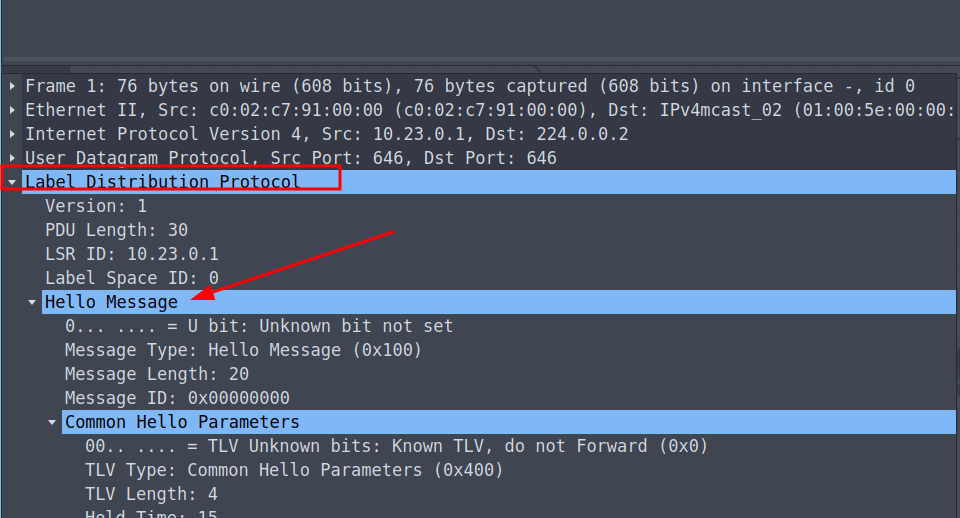 Frame 1: 76 bytes on wire (608 bits), 76 bytes captured (608 bits) on interface -, id 0
Ethernet II, Src: c0:02:c7:91:00:00 (c0:02:c7:91:00:00), Dst: IPv4mcast_02 (01:00:5e:00:00:
Internet Protocol Version 4, Src: 10.23.0.1, Dst: 224.0.0.2
User Datagram Protocol, Src Port: 646, Dst Port: 646
Label Distribution Protocol
Version: 1
PDU Length: 30
LSR ID: 10.23.0.1
Label Space ID: 0
Hello Message
0... .... = U bit: Unknown bit not set
Message Type: Hello Message (0x100)
Message Length: 20
Message ID: 0x00000000
Common Hello Parameters
00.. .... = TLV Unknown bits: Known TLV, do not Forward (0x0)
TLV Type: Common Hello Parameters (0x400)
TLV Length: 4
Hold Time: 15